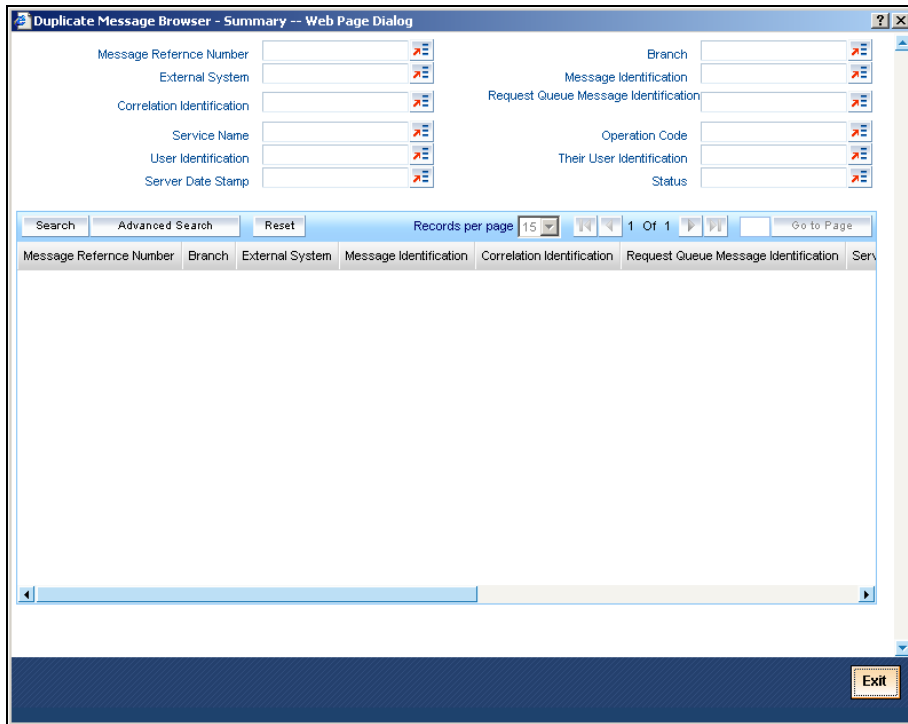 Duplicate Message Browser - Summary -- Web Page Dialog
Message Refernce Number
Branch
External System
Message Identification
Correlation Identification
Request Queue Message Identification
Service Name
Operation Code
User Identification
Their User Identification
Server Date Stamp
Status
Search Advanced Search Reset Records per page 15 1 Of 1 Go to Page
Message Refernce Number Branch External System Message Identification Correlation Identification Request Queue Message Identification Serv
Exit